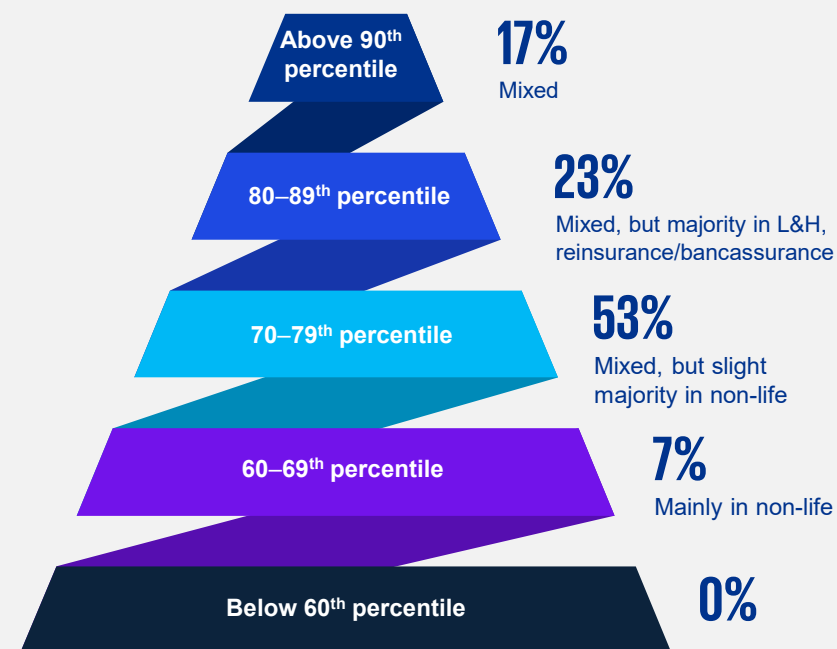 Above 90th
percentile
17%
Mixed
80–89th percentile
23%
Mixed, but majority in L&H,
reinsurance/bancassurance
70–79th percentile
53%
Mixed, but slight
majority in non-life
60–69th percentile
7%
Mainly in non-life
Below 60th percentile
0%